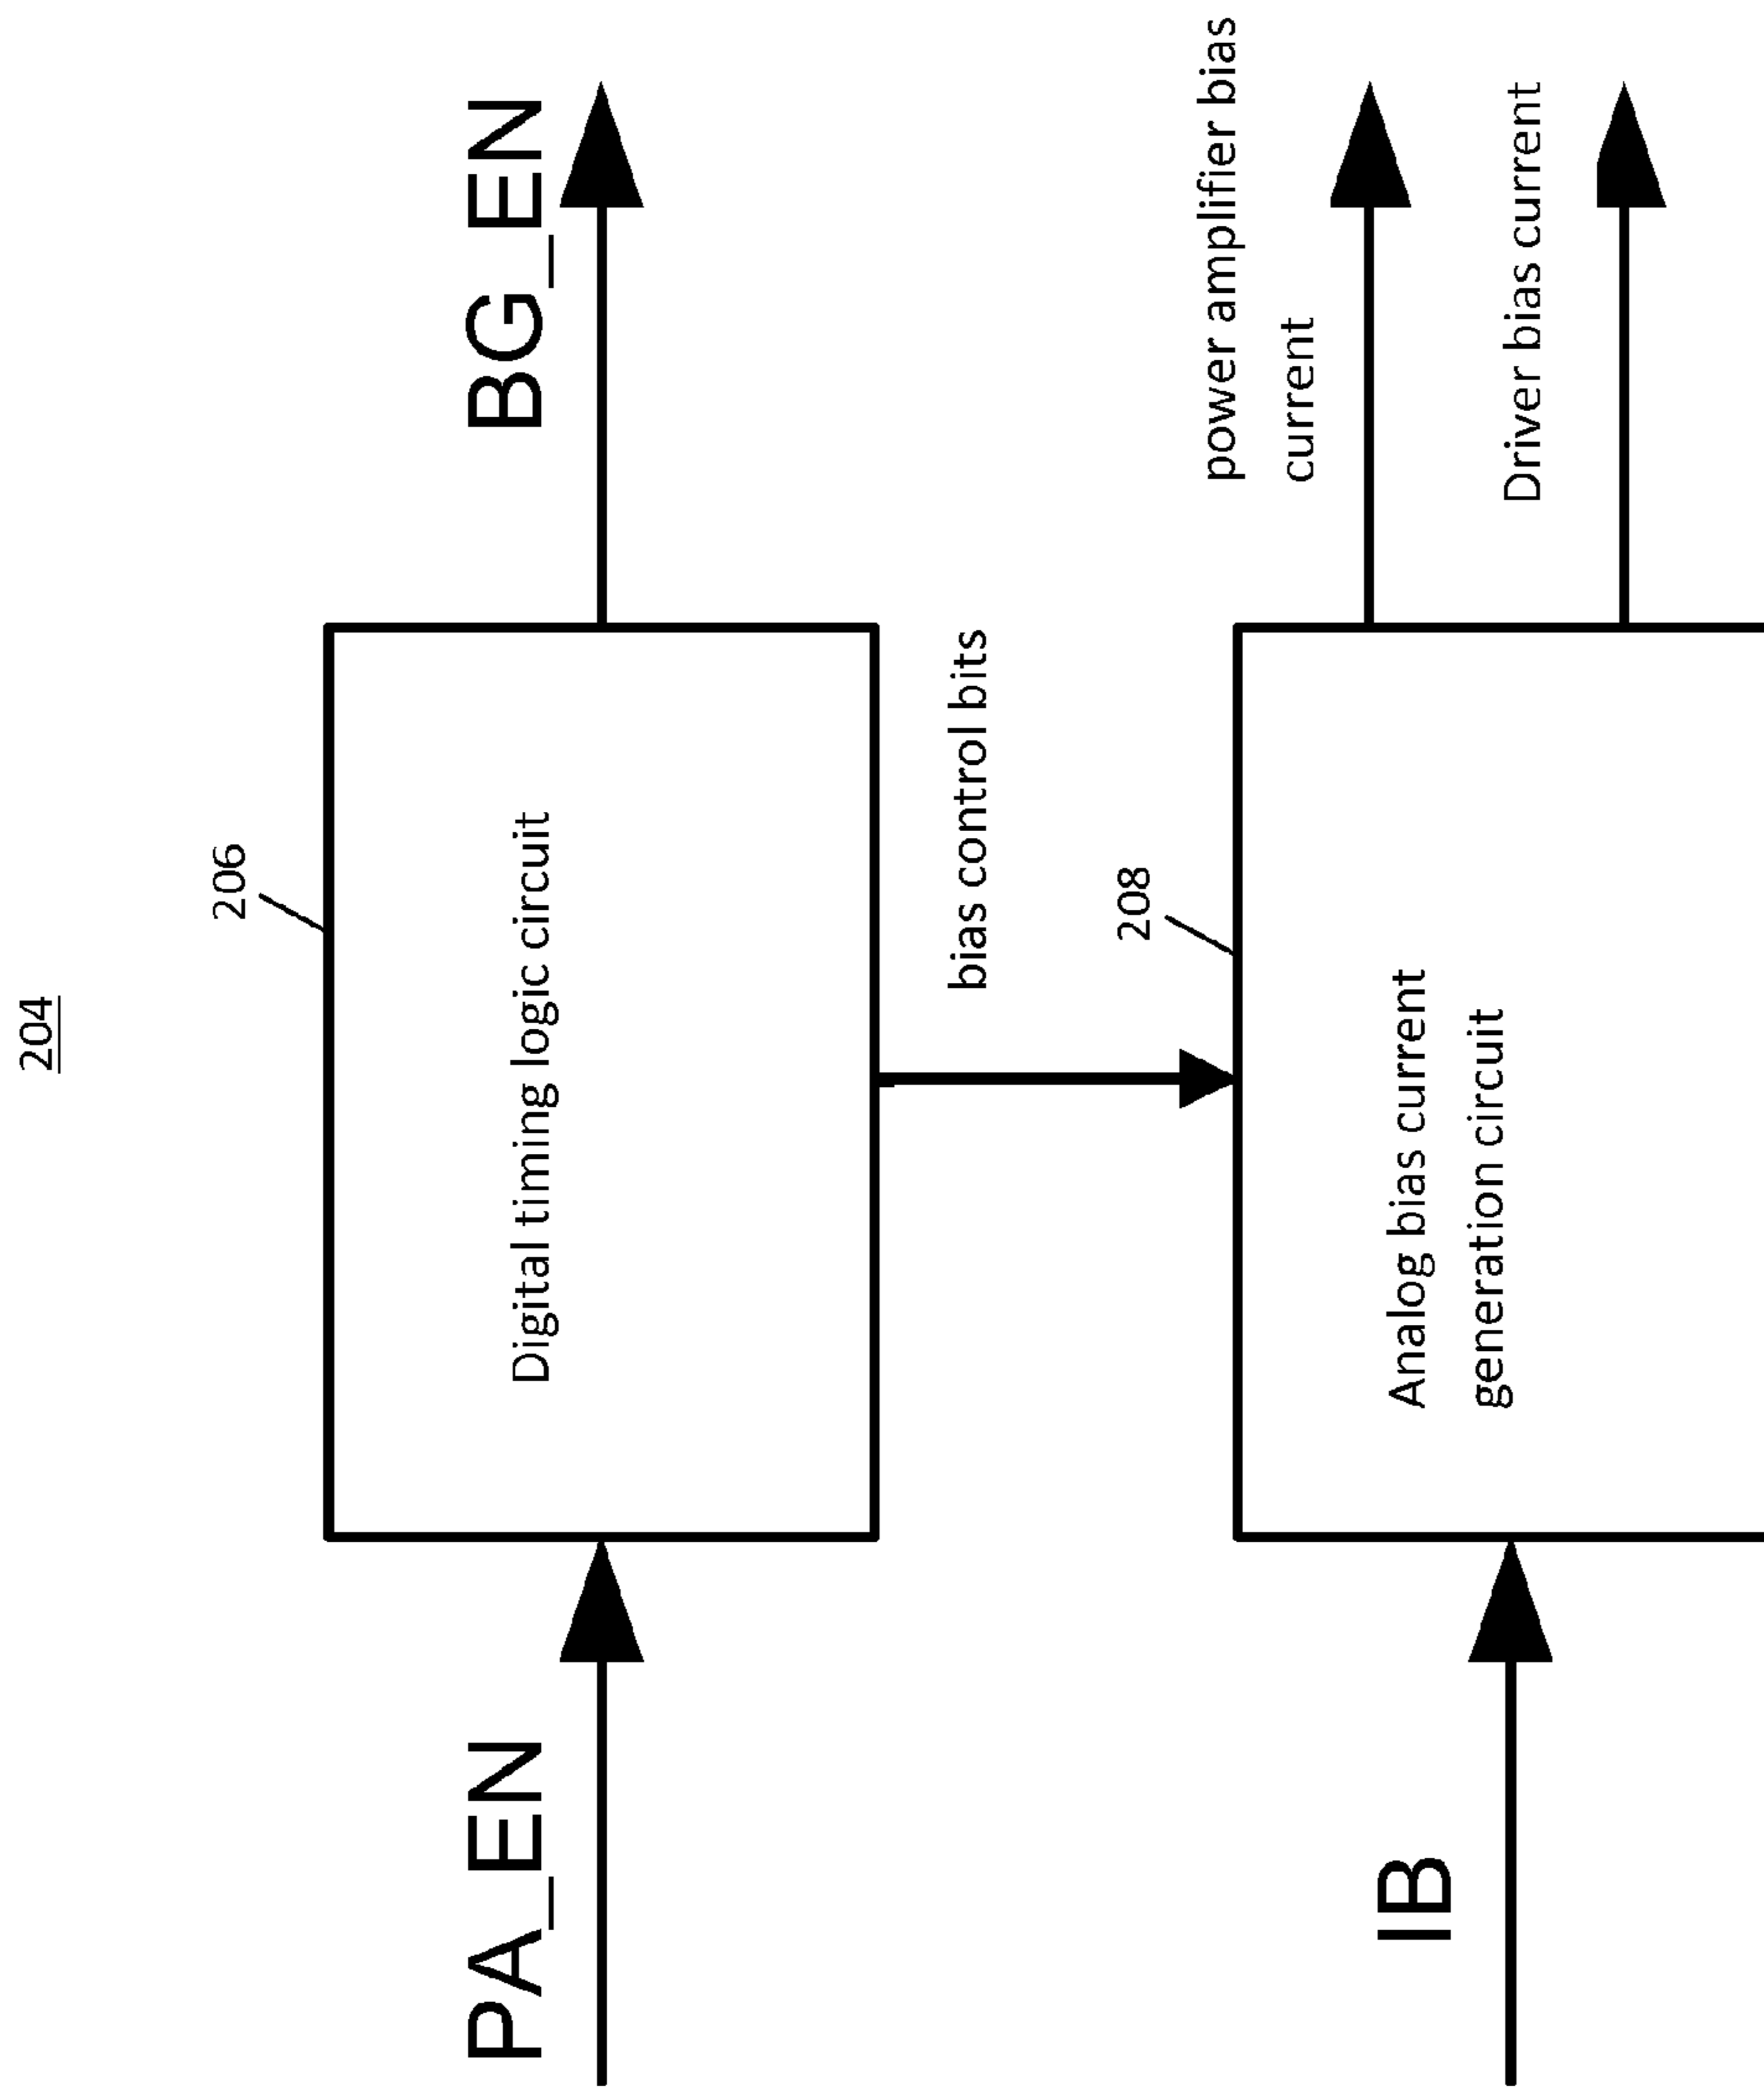 204
206
PA_EN
Digital timing logic circuit
BG_EN
bias control bits
208
IB
Analog bias current
generation circuit
power amplifier bias
current
Driver bias current